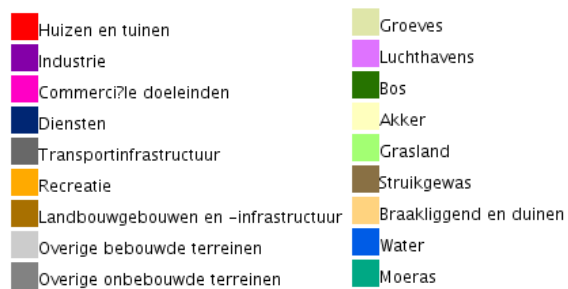 Huizen en tuinen
Industrie
Commerci?le doeleinden
Diensten
Transportinfrastructuur
Recreatie
Landbouwgebouwen en -infrastructuur
Overige bebouwde terreinen
Overige onbebouwde terreinen
Groeves
Luchthavens
Bos
Akker
Grasland
Struikgewas
Braakliggend en duinen
Water
Moeras